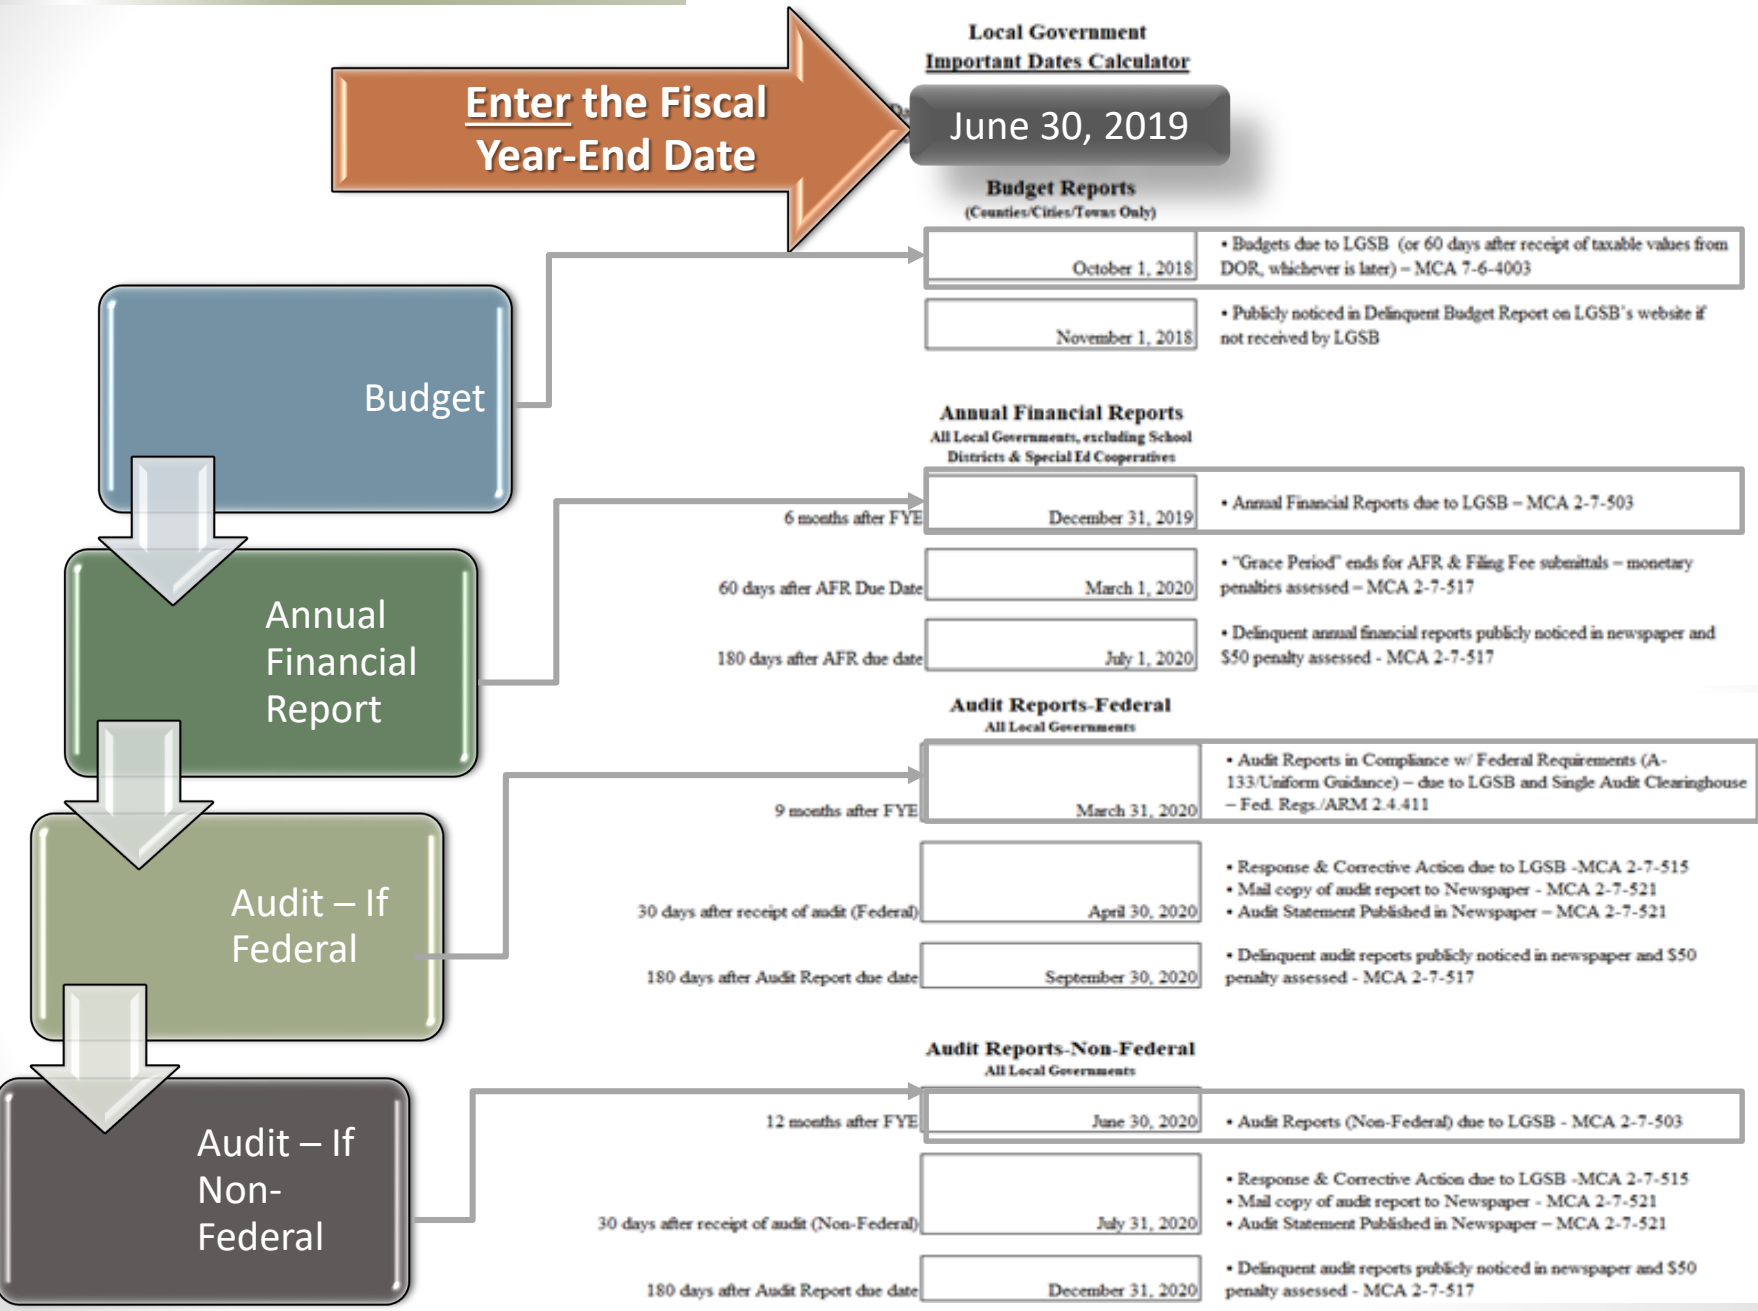 Local Government
Important Dates Calculator
Enter the Fiscal
Year-End Date
June 30, 2019
Budget Reports
(Counties/Cities/Towns Only)
October 1, 2018
• Budgets due to LGSB (or 60 days after receipt of taxable values from
DOR, whichever is later) – MCA 7-6-4003
November 1, 2018
• Publicly noticed in Delinquent Budget Report on LGSB's website if
not received by LGSB
Budget
Annual Financial Reports
All Local Governments, excluding School
Districts & Special Ed Cooperatives
6 months after FYE
December 31, 2019
• Annual Financial Reports due to LGSB – MCA 2-7-503
60 days after AFR Due Date
March 1, 2020
• "Grace Period" ends for AFR & Filing Fee submittals – monetary
penalties assessed – MCA 2-7-517
180 days after AFR due date
July 1, 2020
• Delinquent annual financial reports publicly noticed in newspaper and
$50 penalty assessed - MCA 2-7-517
Annual
Financial
Report
Audit Reports-Federal
All Local Governments
9 months after FYE
March 31, 2020
• Audit Reports in Compliance w/ Federal Requirements (A-
133/Uniform Guidance) – due to LGSB and Single Audit Clearinghouse
– Fed. Regs./ARM 2.4.411
30 days after receipt of audit (Federal)
April 30, 2020
• Response & Corrective Action due to LGSB -MCA 2-7-515
• Mail copy of audit report to Newspaper - MCA 2-7-521
• Audit Statement Published in Newspaper – MCA 2-7-521
180 days after Audit Report due date
September 30, 2020
• Delinquent audit reports publicly noticed in newspaper and $50
penalty assessed - MCA 2-7-517
Audit – If
Federal
Audit Reports-Non-Federal
All Local Governments
12 months after FYE
June 30, 2020
• Audit Reports (Non-Federal) due to LGSB - MCA 2-7-503
30 days after receipt of audit (Non-Federal)
July 31, 2020
• Response & Corrective Action due to LGSB -MCA 2-7-515
• Mail copy of audit report to Newspaper - MCA 2-7-521
• Audit Statement Published in Newspaper – MCA 2-7-521
180 days after Audit Report due date
December 31, 2020
• Delinquent audit reports publicly noticed in newspaper and $50
penalty assessed - MCA 2-7-517
Audit – If
Non-
Federal